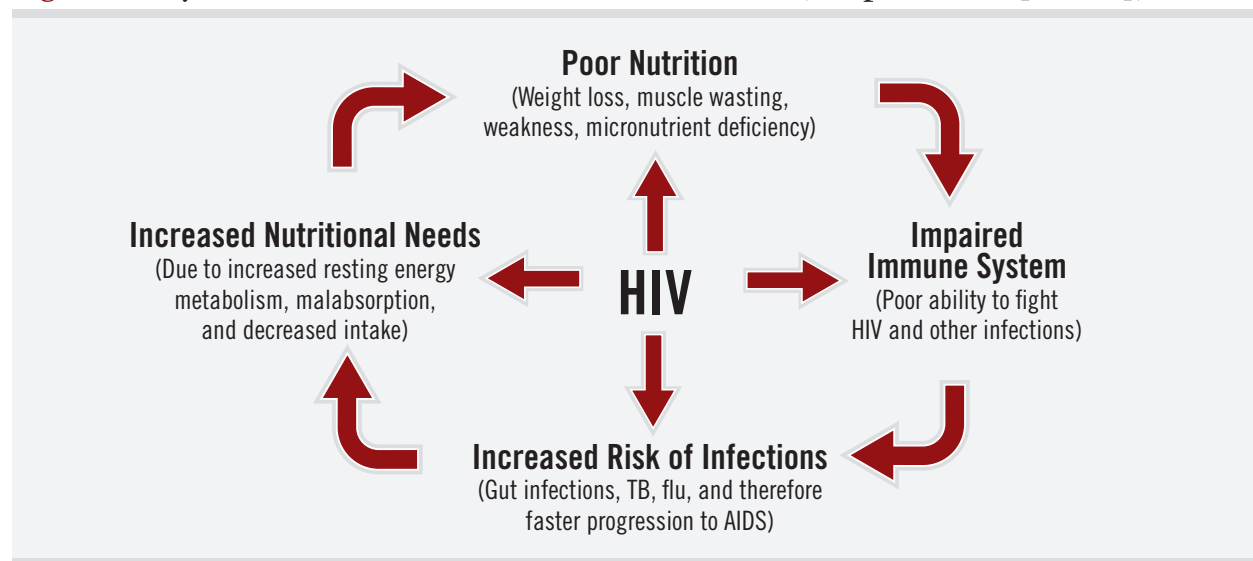 Poor Nutrition
(Weight loss, muscle wasting,
weakness, micronutrient deficiency)
Increased Nutritional Needs
(Due to increased resting energy
metabolism, malabsorption,
and decreased intake)
HIV
Impaired
Immune System
(Poor ability to fight
HIV and other infections)
Increased Risk of Infections
(Gut infections, TB, flu, and therefore
faster progression to AIDS)